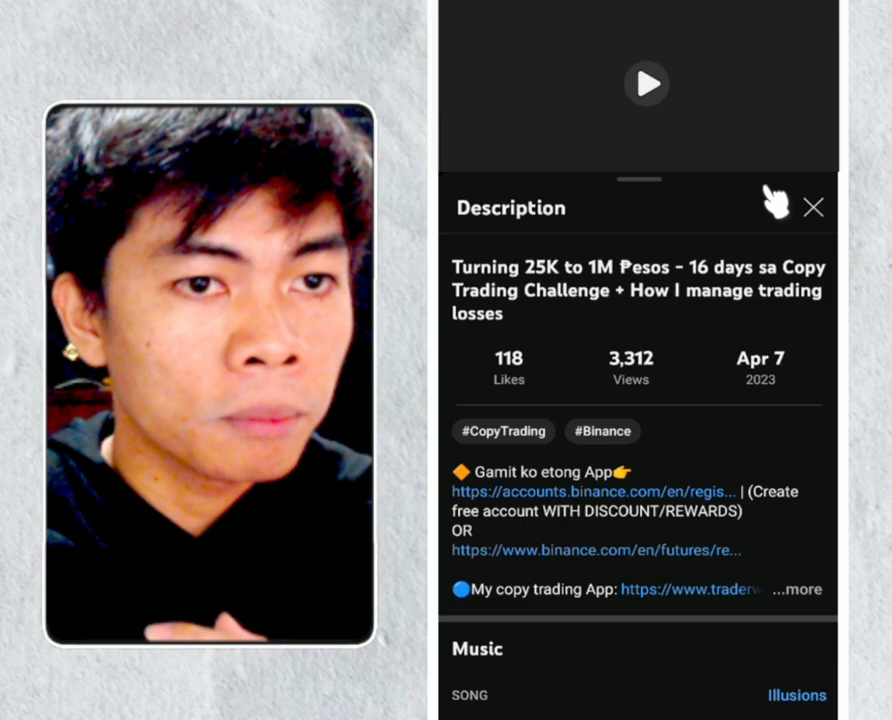 Description
Turning 25K to 1M ₱esos - 16 days sa Copy
Trading Challenge + How I manage trading
losses
118
Likes
3,312
Views
Apr 7
2023
#CopyTrading
#Binance
🔶 Gamit ko etong App👉
https://accounts.binance.com/en/regis... | (Create
free account WITH DISCOUNT/REWARDS)
OR
https://www.binance.com/en/futures/re...
🔵My copy trading App: https://www.traderw ...more
Music
SONG
Illusions